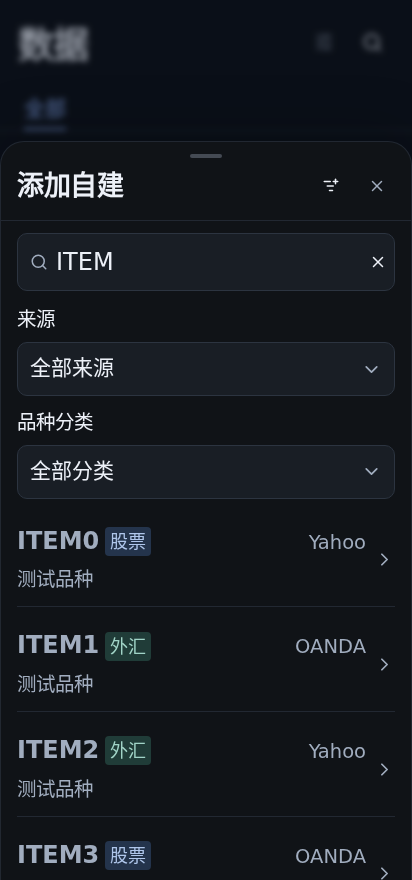 数据
全部
添加自建
ITEM
来源
全部来源
品种分类
全部分类
ITEM0 股票 Yahoo
测试品种
ITEM1 外汇 OANDA
测试品种
ITEM2 外汇 Yahoo
测试品种
ITEM3 股票 OANDA